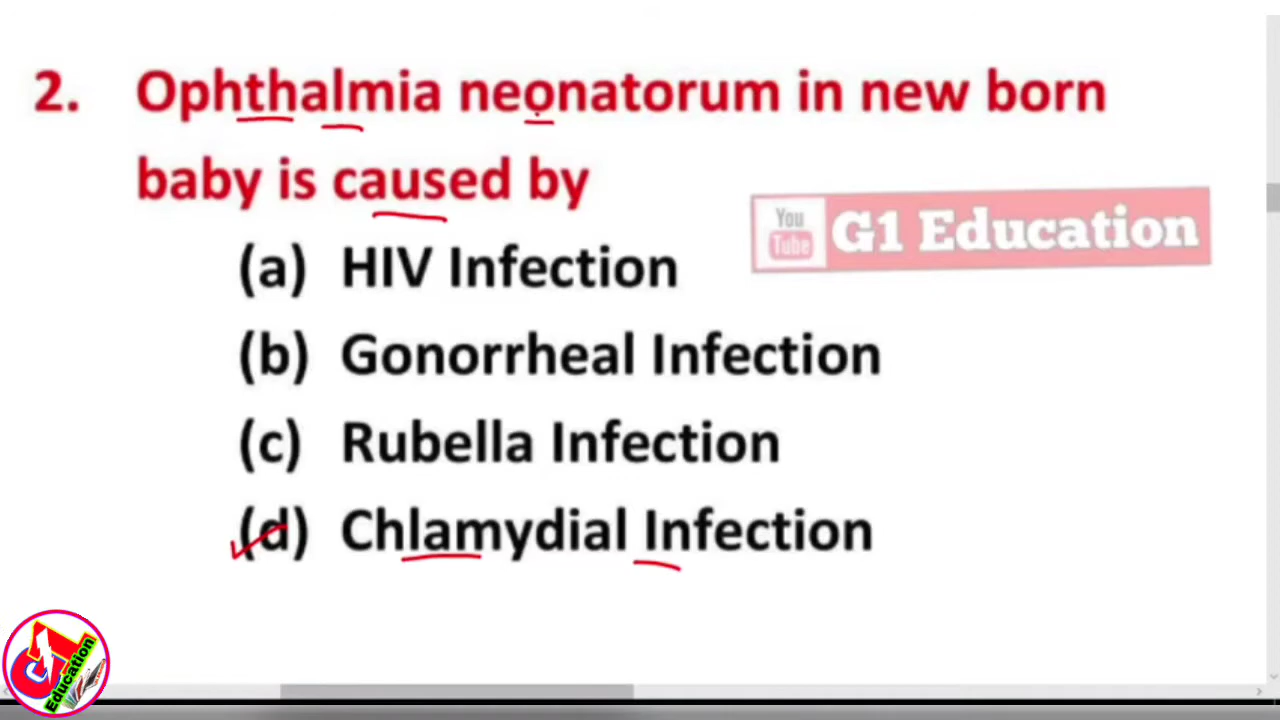 2. Ophthalmia neonatorum in new born
baby is caused by
(a) HIV Infection
You
Tube
G1 Education
(b) Gonorrheal Infection
(c) Rubella Infection
(d) Chlamydial Infection
G1
Education